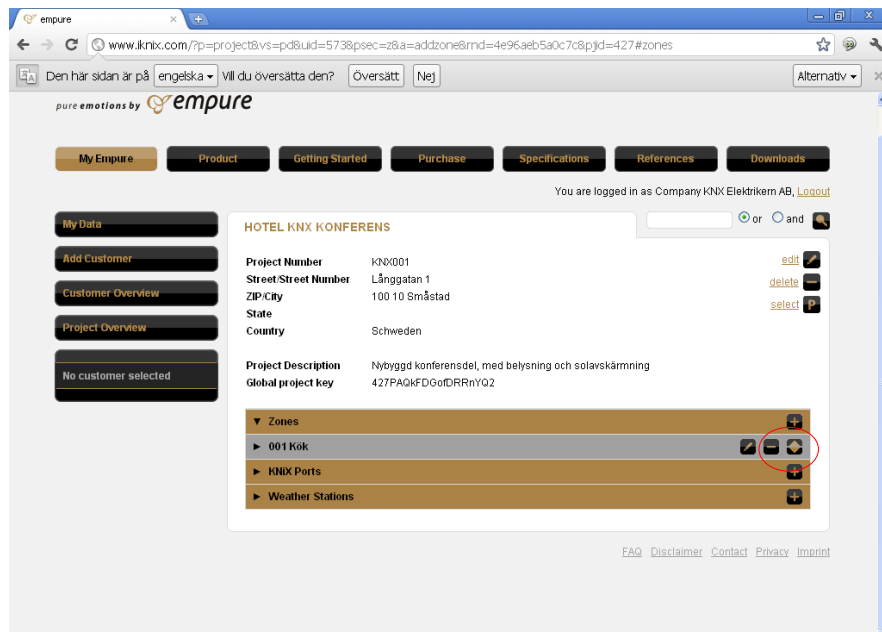 empure
www.iknix.com/?p=project&vs=pd&uid=573&psec=z&a=addzone&rnd=4e96aeb5a0c7c&pjid=427#zones
Den här sidan är på engelska Vill du översätta den? Översätt Nej Alternativ
pure emotions by empure
My Empure Product Getting Started Purchase Specifications References Downloads
You are logged in as Company KNX Elektrikern AB, Logout
My Data
Add Customer
Customer Overview
Project Overview
No customer selected
HOTEL KNX KONFERENS
or and
Project Number KNX001
Street/Street Number Långgatan 1
ZIP/City 100 10 Småstad
State
Country Schweden
edit
delete
select P
Project Description Nybyggd konferensdel, med belysning och solavskärmning
Global project key 427PAQkFDGofDRRnYQ2
Zones
001 Kök
KNiX Ports
Weather Stations
FAQ Disclaimer Contact Privacy Imprint